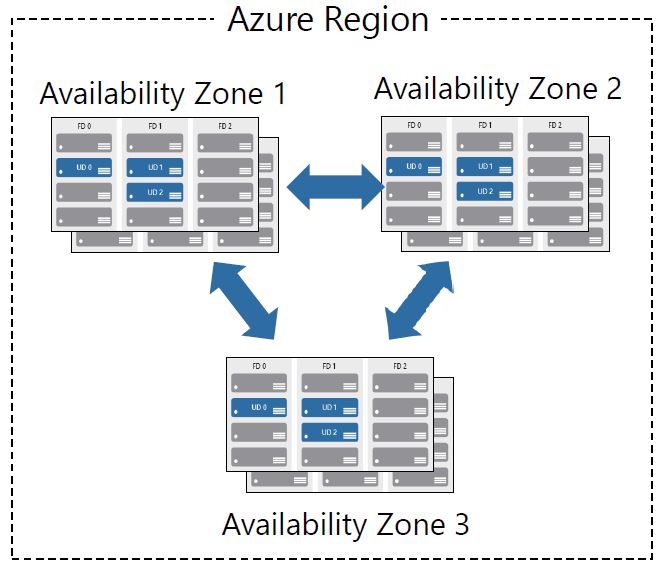 Azure Region
Availability Zone 1
Availability Zone 2
FD 0 FD 1 FD 2
UD 0 UD 1
UD 2
FD 0 FD 1 FD 2
UD 0 UD 1
UD 2
FD 0 FD 1 FD 2
UD 0 UD 1
UD 2
Availability Zone 3